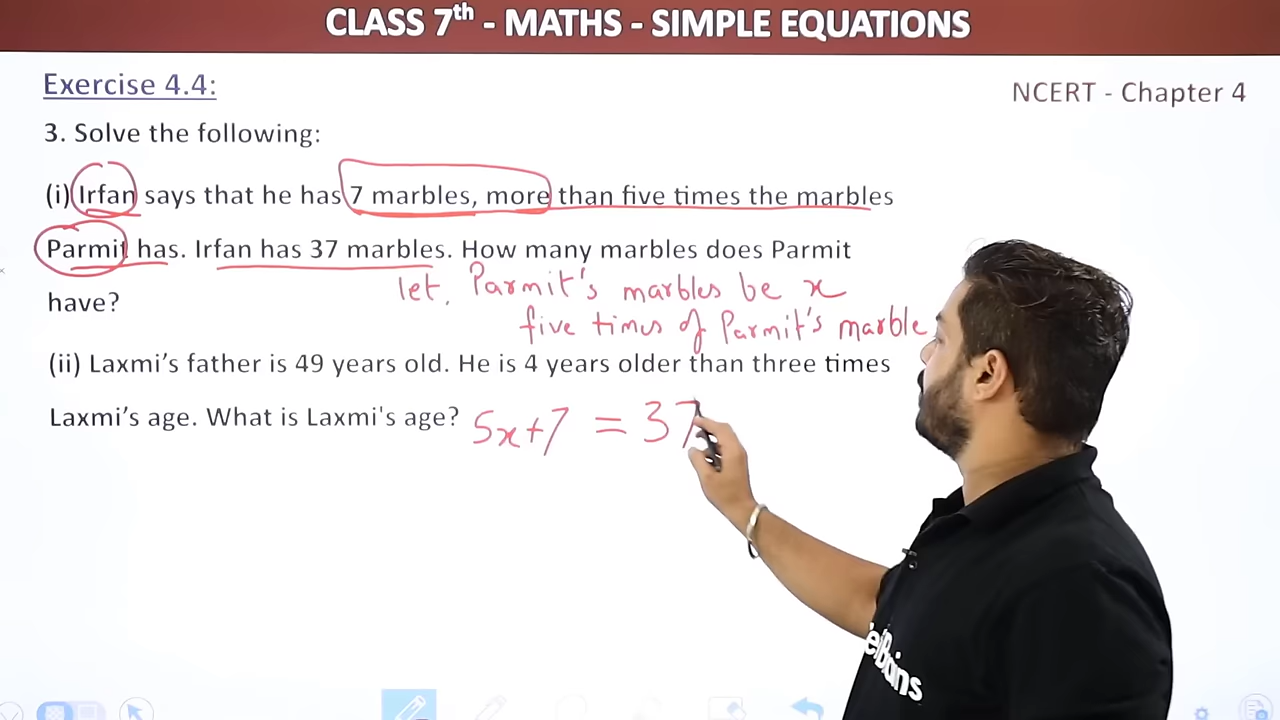 CLASS 7th - MATHS - SIMPLE EQUATIONS
Exercise 4.4:
NCERT - Chapter 4
3. Solve the following:
(i) Irfan says that he has 7 marbles, more than five times the marbles
Parmit has. Irfan has 37 marbles. How many marbles does Parmit
have?
let, Parmit's marbles be x
five times of Parmit's marble
(ii) Laxmi’s father is 49 years old. He is 4 years older than three times
Laxmi’s age. What is Laxmi's age?
5x+7 = 37